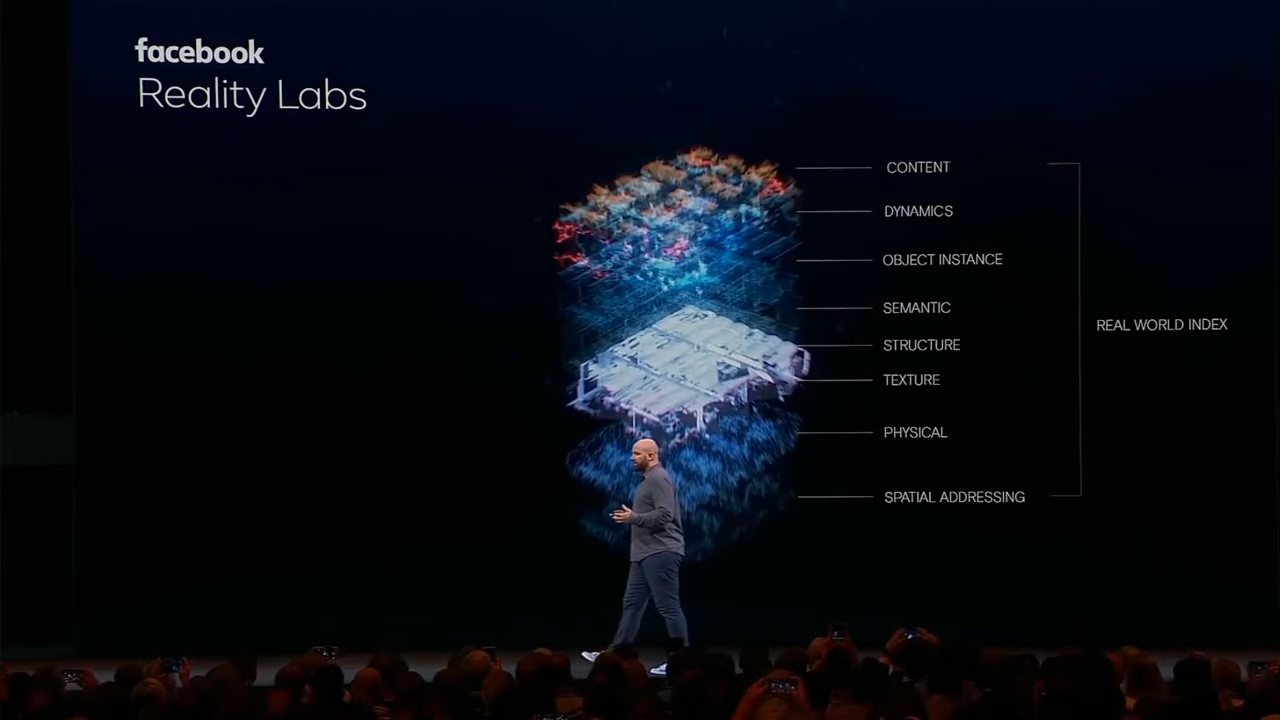 facebook
Reality Labs
CONTENT
DYNAMICS
OBJECT INSTANCE
SEMANTIC
STRUCTURE
TEXTURE
PHYSICAL
SPATIAL ADDRESSING
REAL WORLD INDEX